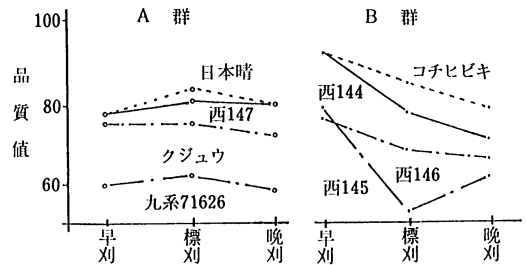 A 群
B 群
100
80
60
品質値
日本晴
西147
クジュウ
九系71626
コチヒビキ
西144
西145
西146
早刈
標刈
晩刈
早刈
標刈
晩刈